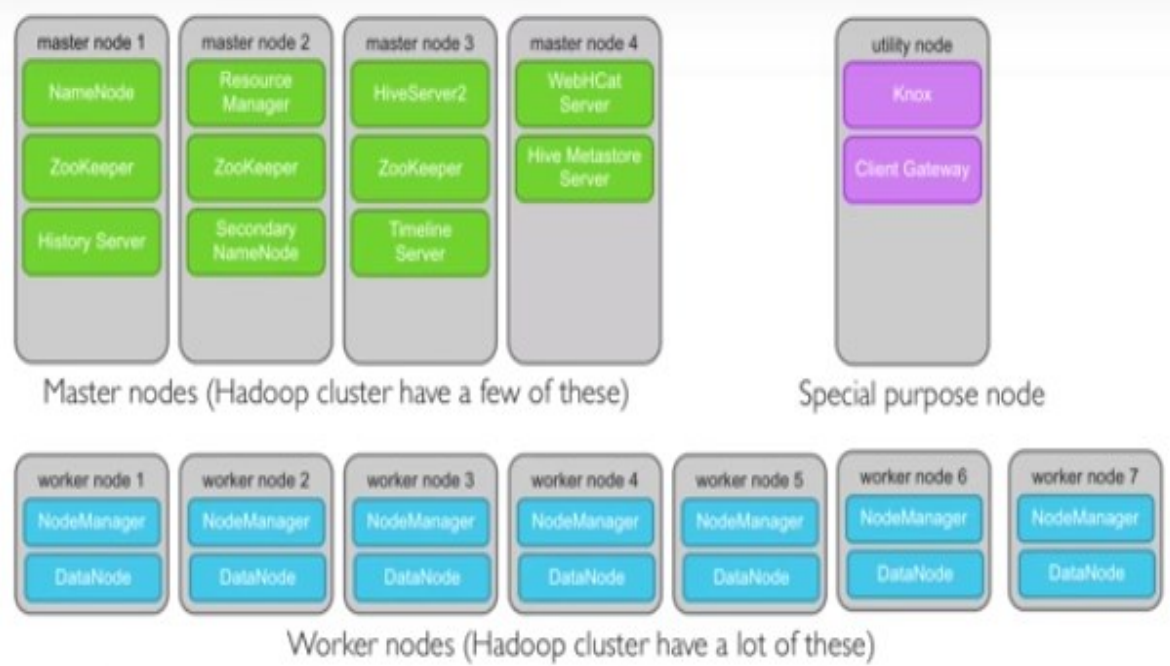 master node 1
NameNode
ZooKeeper
History Server
master node 2
Resource
Manager
ZooKeeper
Secondary
NameNode
master node 3
HiveServer2
ZooKeeper
Timeline
Server
master node 4
WebHCat
Server
Hive Metastore
Server
utility node
Knox
Client Gateway
Master nodes (Hadoop cluster have a few of these)
Special purpose node
worker node 1
NodeManager
DataNode
worker node 2
NodeManager
DataNode
worker node 3
NodeManager
DataNode
worker node 4
NodeManager
DataNode
worker node 5
NodeManager
DataNode
worker node 6
NodeManager
DataNode
worker node 7
NodeManager
DataNode
Worker nodes (Hadoop cluster have a lot of these)